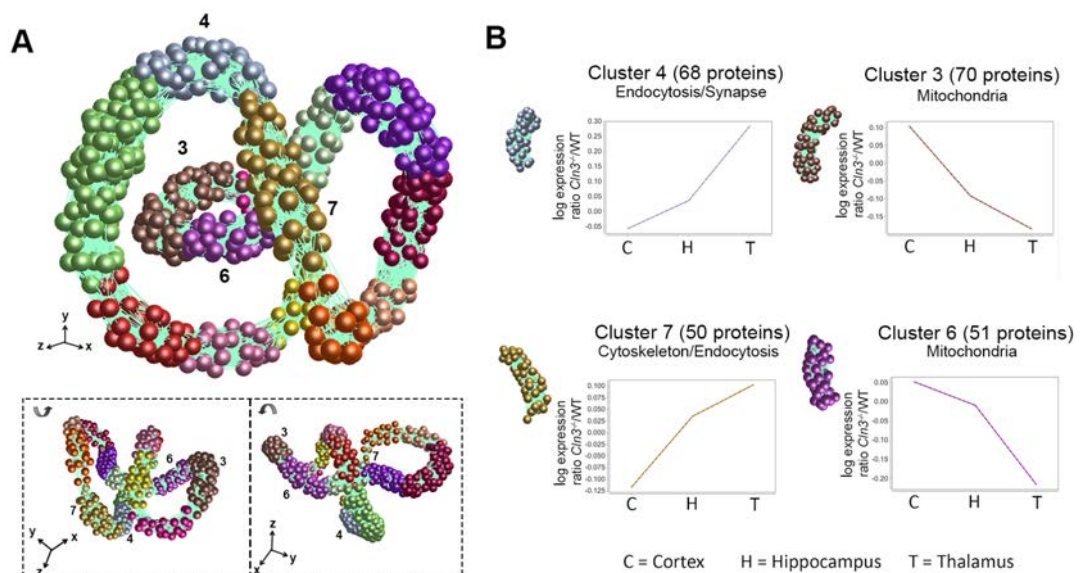 A
4
3
7
6
y
z
x
3
6
7
4
y
x
z
3
7
6
4
z
y
x
B
Cluster 4 (68 proteins)
Endocytosis/Synapse
log expression
ratio Cln3-/-/WT
0.30
0.25
0.20
0.15
0.10
0.05
0.00
-0.05
C H T
Cluster 3 (70 proteins)
Mitochondria
log expression
ratio Cln3-/-/WT
0.10
0.05
0.00
-0.05
-0.10
-0.15
C H T
Cluster 7 (50 proteins)
Cytoskeleton/Endocytosis
log expression
ratio Cln3-/-/WT
0.100
0.075
0.050
0.025
0.000
-0.025
-0.050
-0.075
-0.100
-0.125
C H T
Cluster 6 (51 proteins)
Mitochondria
log expression
ratio Cln3-/-/WT
0.05
0.00
-0.05
-0.10
-0.15
-0.20
C H T
C = Cortex H = Hippocampus T = Thalamus